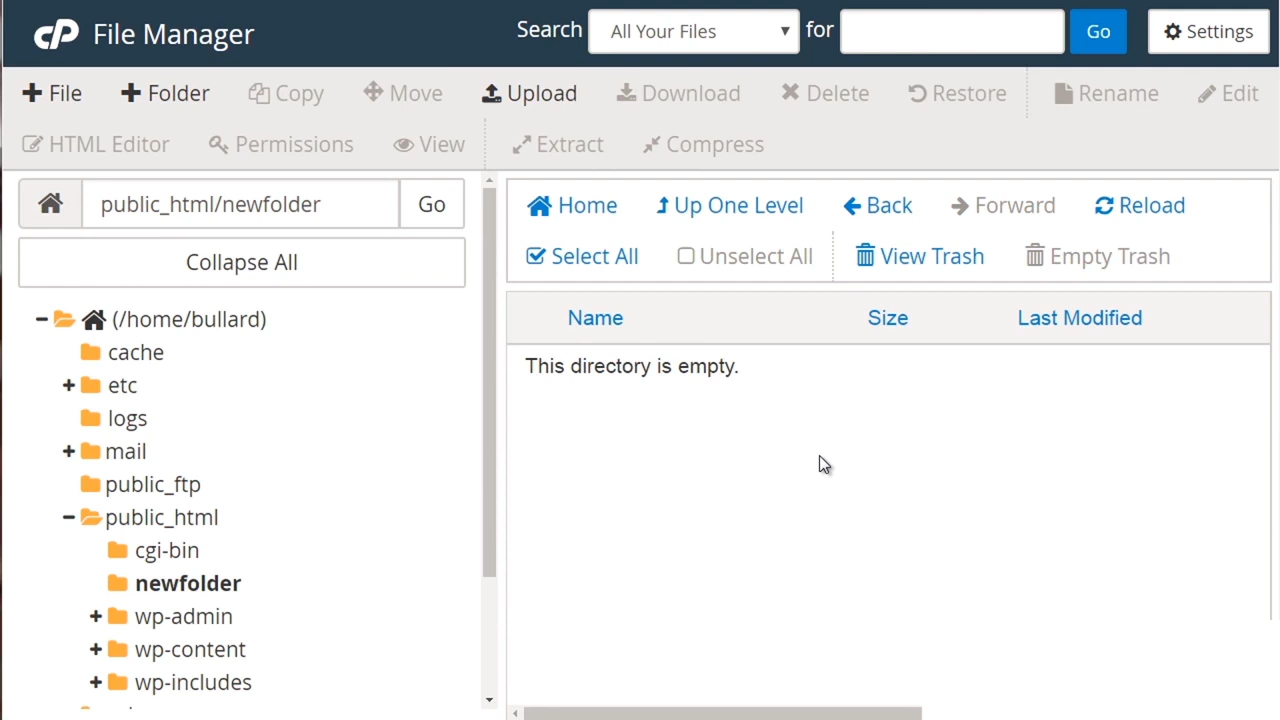 cP File Manager Search All Your Files for Go Settings
File Folder Copy Move Upload Download Delete Restore Rename Edit
HTML Editor Permissions View Extract Compress
public_html/newfolder Go
Collapse All
(/home/bullard)
cache
etc
logs
mail
public_ftp
public_html
cgi-bin
newfolder
wp-admin
wp-content
wp-includes
Home Up One Level Back Forward Reload
Select All Unselect All View Trash Empty Trash
Name Size Last Modified
This directory is empty.